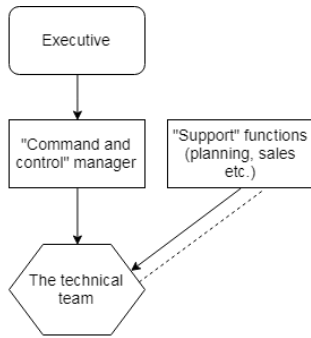 Executive
"Command and
control" manager
"Support" functions
(planning, sales
etc.)
The technical
team